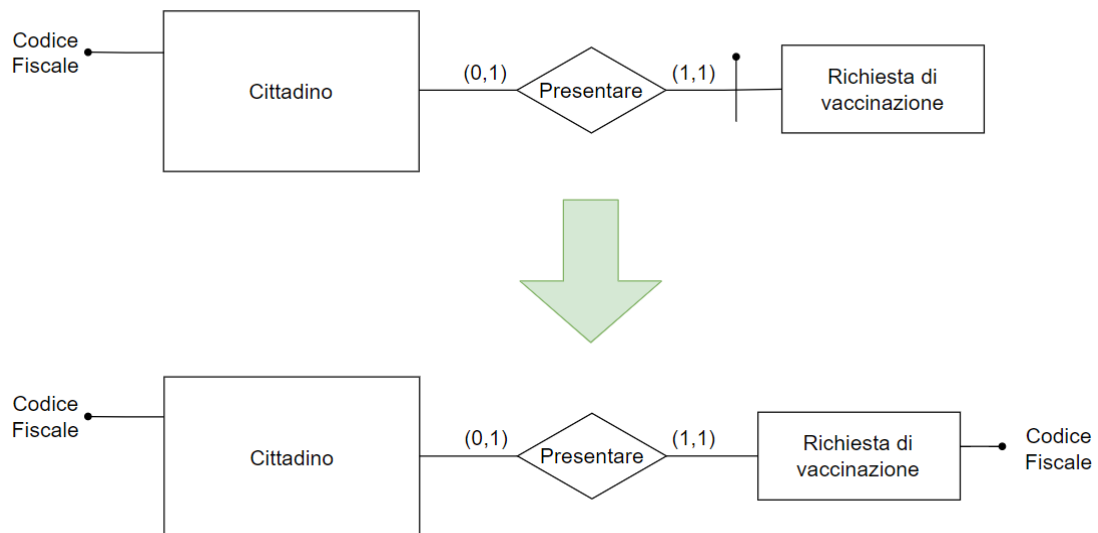 Codice
Fiscale
Cittadino
(0,1)
Presentare
(1,1)
Richiesta di
vaccinazione
Codice
Fiscale
Cittadino
(0,1)
Presentare
(1,1)
Richiesta di
vaccinazione
Codice
Fiscale